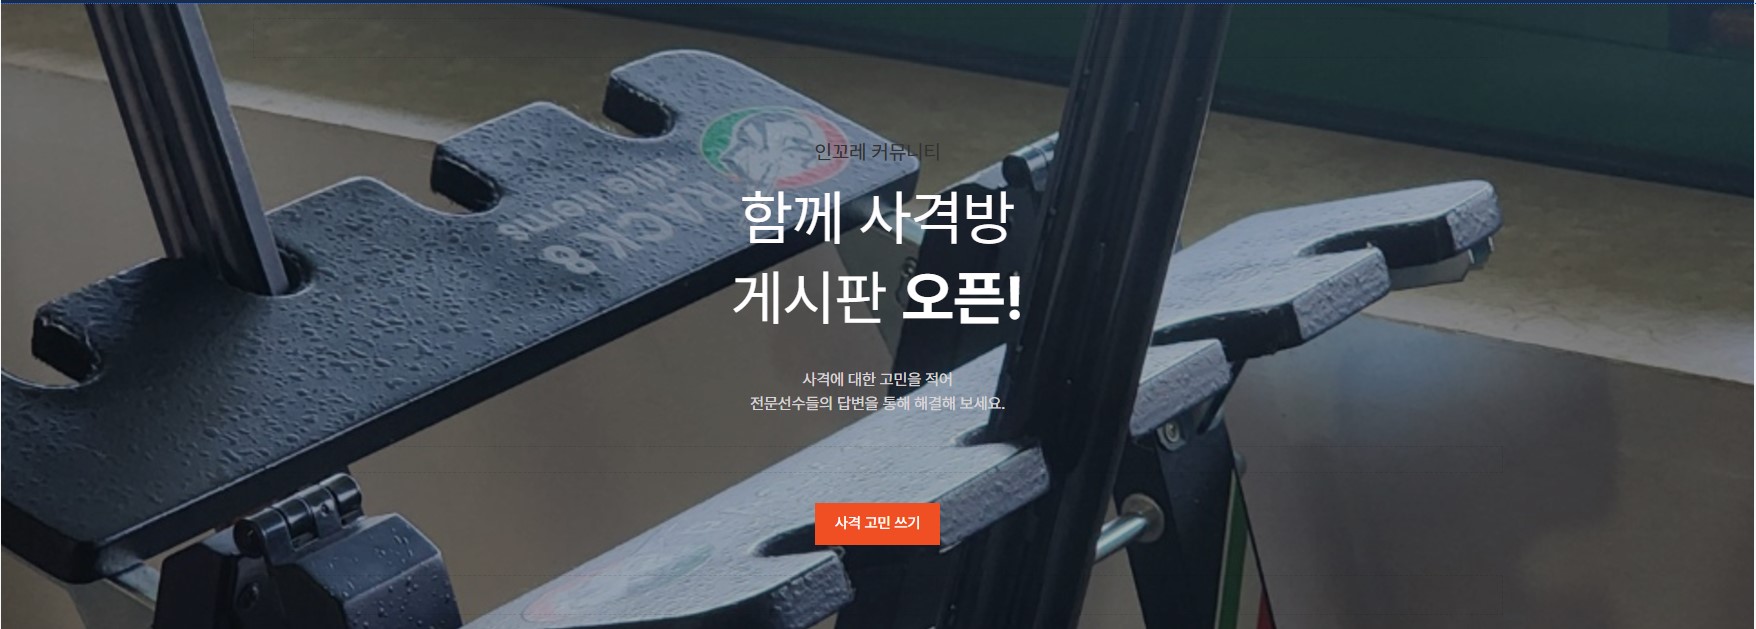 인꼬레 커뮤니티
함께 사격방
게시판 오픈!
사격에 대한 고민을 적어
전문선수들의 답변을 통해 해결해 보세요.
사격 고민 쓰기
RACK 8